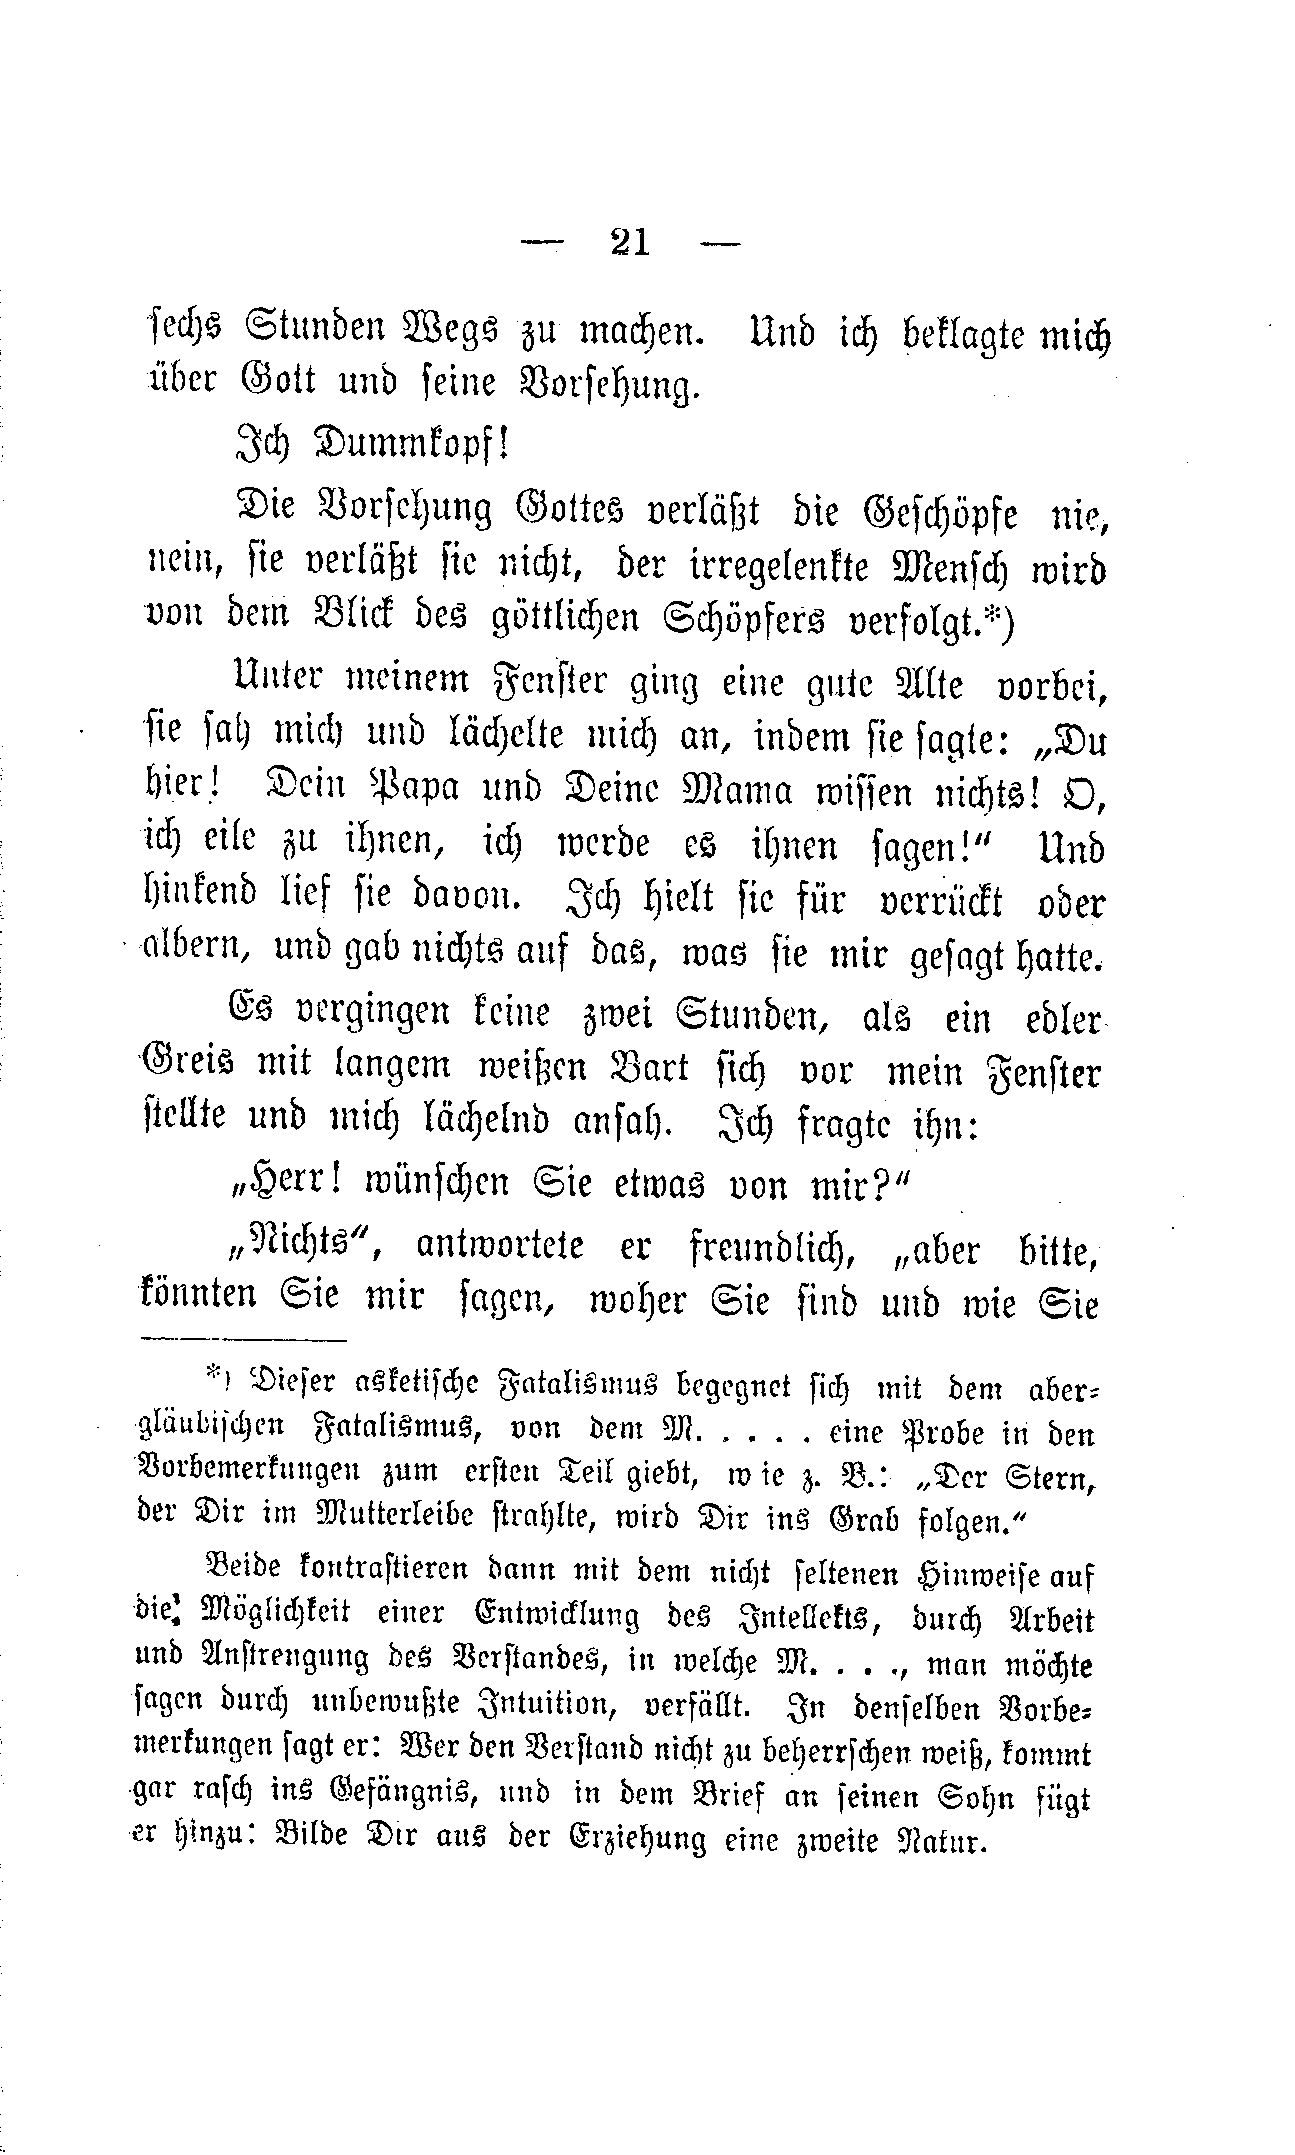 — 21 —
sechs Stunden Wegs zu machen. Und ich beklagte mich
über Gott und seine Vorsehung.
Ich Dummkopf!
Die Vorsehung Gottes verläßt die Geschöpfe nie,
nein, sie verläßt sie nicht, der irregelenkte Mensch wird
von dem Blick des göttlichen Schöpfers verfolgt.*)
Unter meinem Fenster ging eine gute Alte vorbei,
sie sah mich und lächelte mich an, indem sie sagte: „Du
hier! Dein Papa und Deine Mama wissen nichts! O,
ich eile zu ihnen, ich werde es ihnen sagen!“ Und
hinkend lief sie davon. Ich hielt sie für verrückt oder
albern, und gab nichts auf das, was sie mir gesagt hatte.
Es vergingen keine zwei Stunden, als ein edler
Greis mit langem weißen Bart sich vor mein Fenster
stellte und mich lächelnd ansah. Ich fragte ihn:
„Herr! wünschen Sie etwas von mir?“
„Nichts“, antwortete er freundlich, „aber bitte,
könnten Sie mir sagen, woher Sie sind und wie Sie
*) Dieser asketische Fatalismus begegnet sich mit dem aber-
gläubischen Fatalismus, von dem M. . . . . eine Probe in den
Vorbemerkungen zum ersten Teil giebt, wie z. B.: „Der Stern,
der Dir im Mutterleibe strahlte, wird Dir ins Grab folgen.“
Beide kontrastieren dann mit dem nicht seltenen Hinweise auf
die Möglichkeit einer Entwicklung des Intellekts, durch Arbeit
und Anstrengung des Verstandes, in welche M. . . ., man möchte
sagen durch unbewußte Intuition, verfällt. In denselben Vorbe-
merkungen sagt er: Wer den Verstand nicht zu beherrschen weiß, kommt
gar rasch ins Gefängnis, und in dem Brief an seinen Sohn fügt
er hinzu: Bilde Dir aus der Erziehung eine zweite Natur.